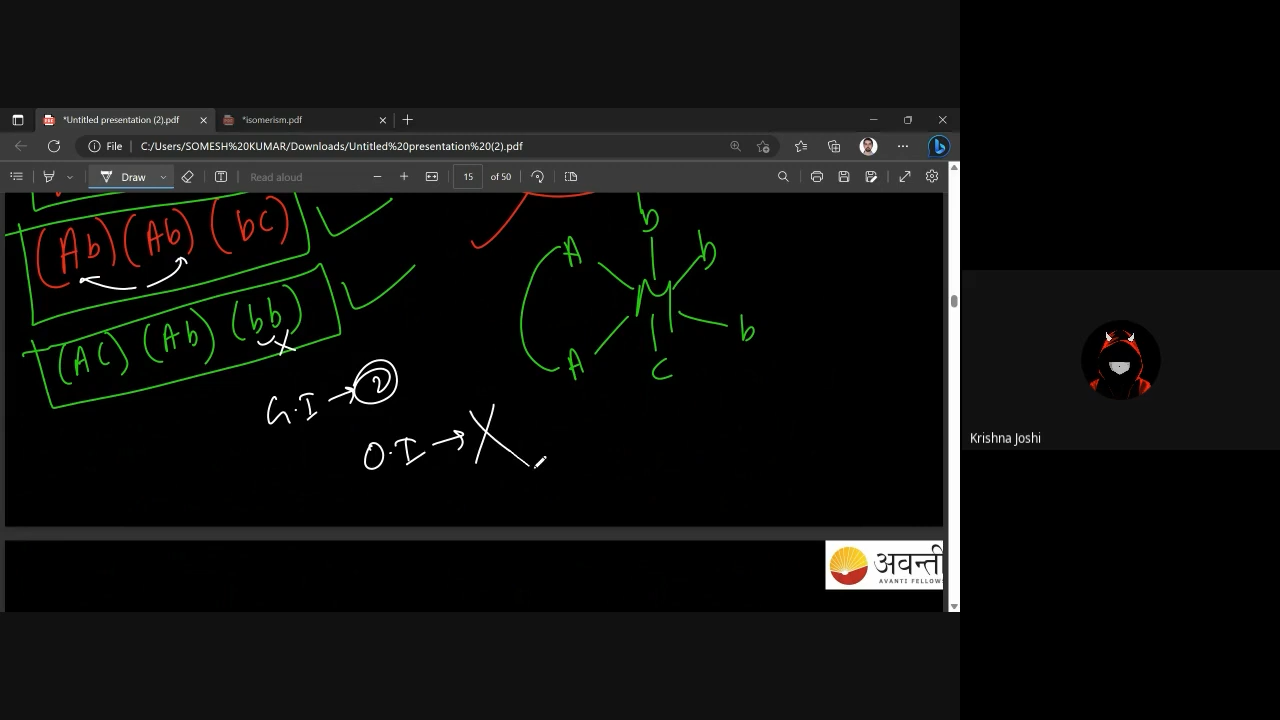 *Untitled presentation (2).pdf
*isomerism.pdf
File
C:/Users/SOMESH%20KUMAR/Downloads/Untitled%20presentation%20(2).pdf
Draw
Read aloud
15 of 50
(Ab) (Ab) (bc)
(AC) (Ab) (bb)
G.I → 2
O.I → X
b
A
b
M
b
A
c
Krishna Joshi
अवन्ती
AVANTI FELLOWS